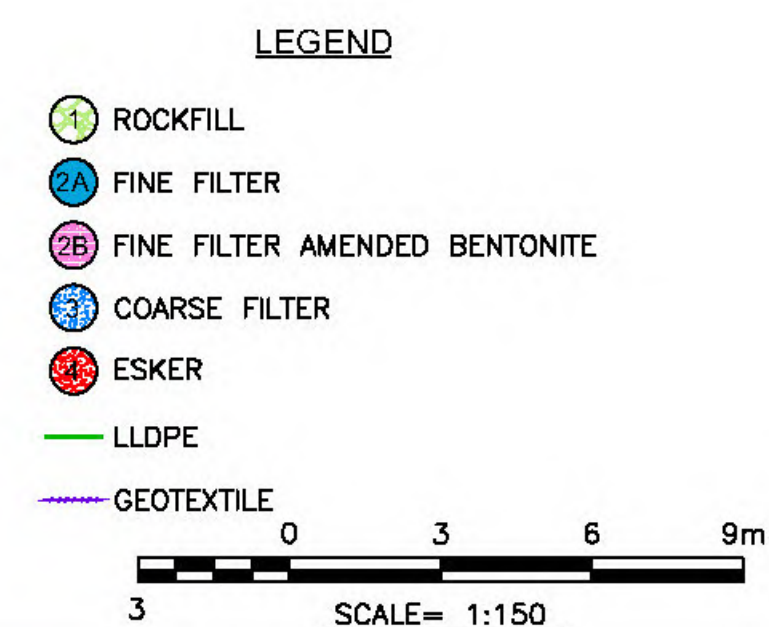 LEGEND
1 ROCKFILL
2A FINE FILTER
2B FINE FILTER AMENDED BENTONITE
3 COARSE FILTER
4 ESKER
LLDPE
GEOTEXTILE
0 3 6 9m
3 SCALE= 1:150